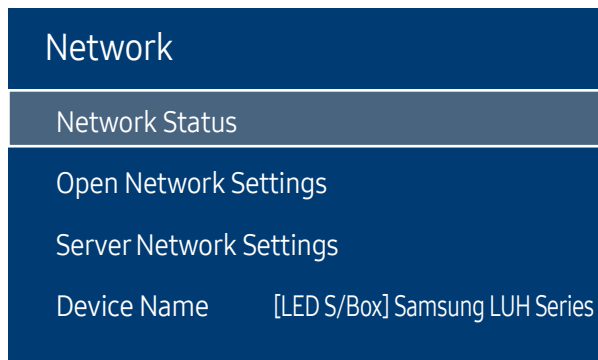 Network
Network Status
Open Network Settings
Server Network Settings
Device Name [LED S/Box] Samsung LUH Series